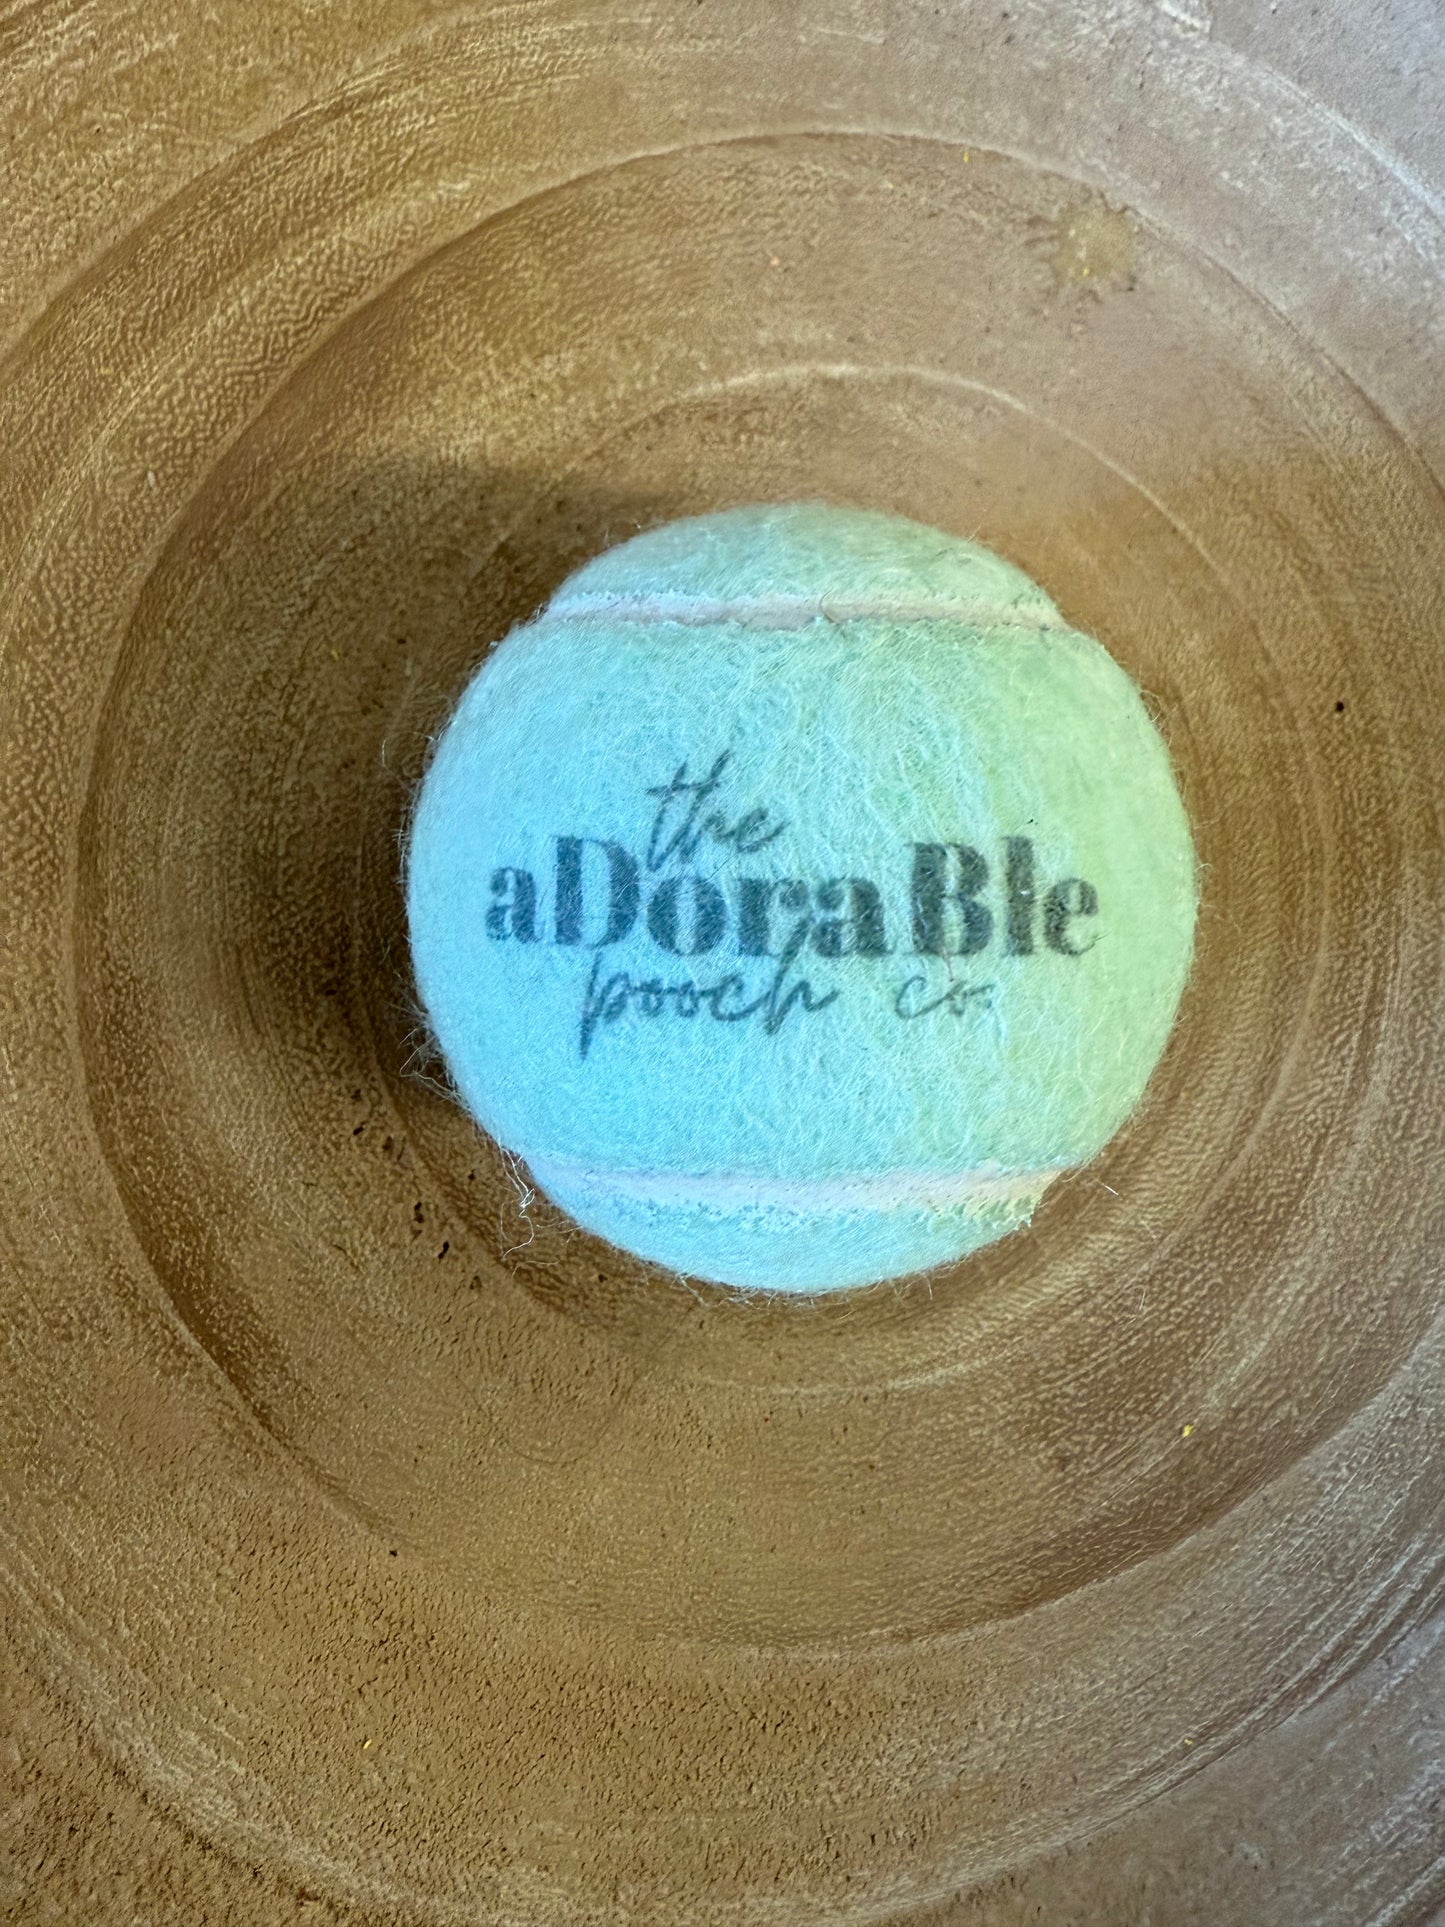 the
aDoraBle
pooch co.